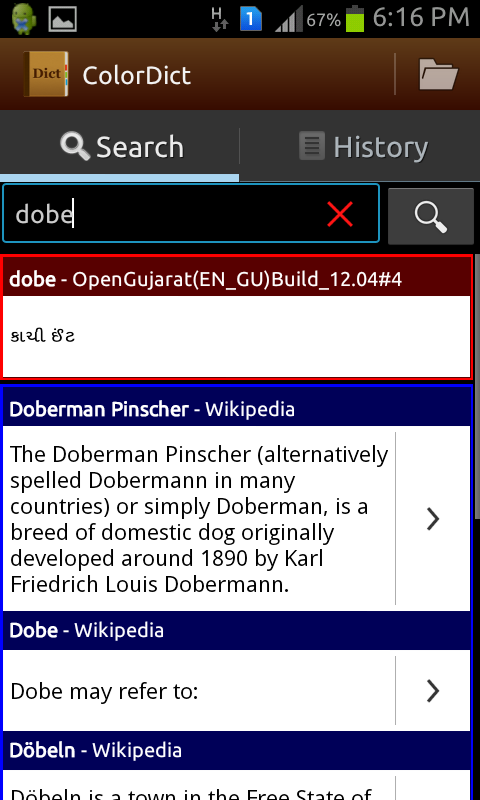 H 1 67% 6:16 PM
Dict ColorDict
Search History
dobe
dobe - OpenGujarat(EN_GU)Build_12.04#4
કાચી ઈંટ
Doberman Pinscher - Wikipedia
The Doberman Pinscher (alternatively
spelled Dobermann in many
countries) or simply Doberman, is a
breed of domestic dog originally
developed around 1890 by Karl
Friedrich Louis Dobermann.
Dobe - Wikipedia
Dobe may refer to:
Döbeln - Wikipedia
Döbeln is a town in the Free State of